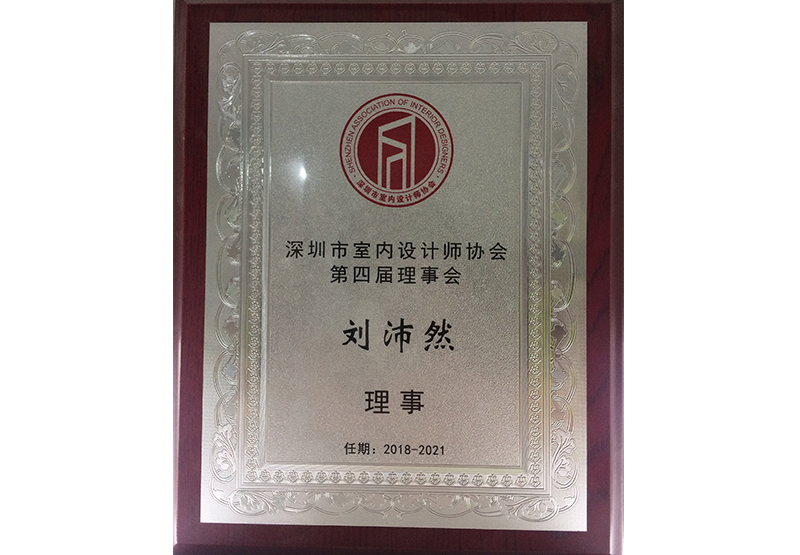 SHENZHEN ASSOCIATION OF INTERIOR DESIGNERS
·深圳市室内设计师协会·
深圳市室内设计师协会
第四届理事会
刘沛然
理事
任期：2018-2021